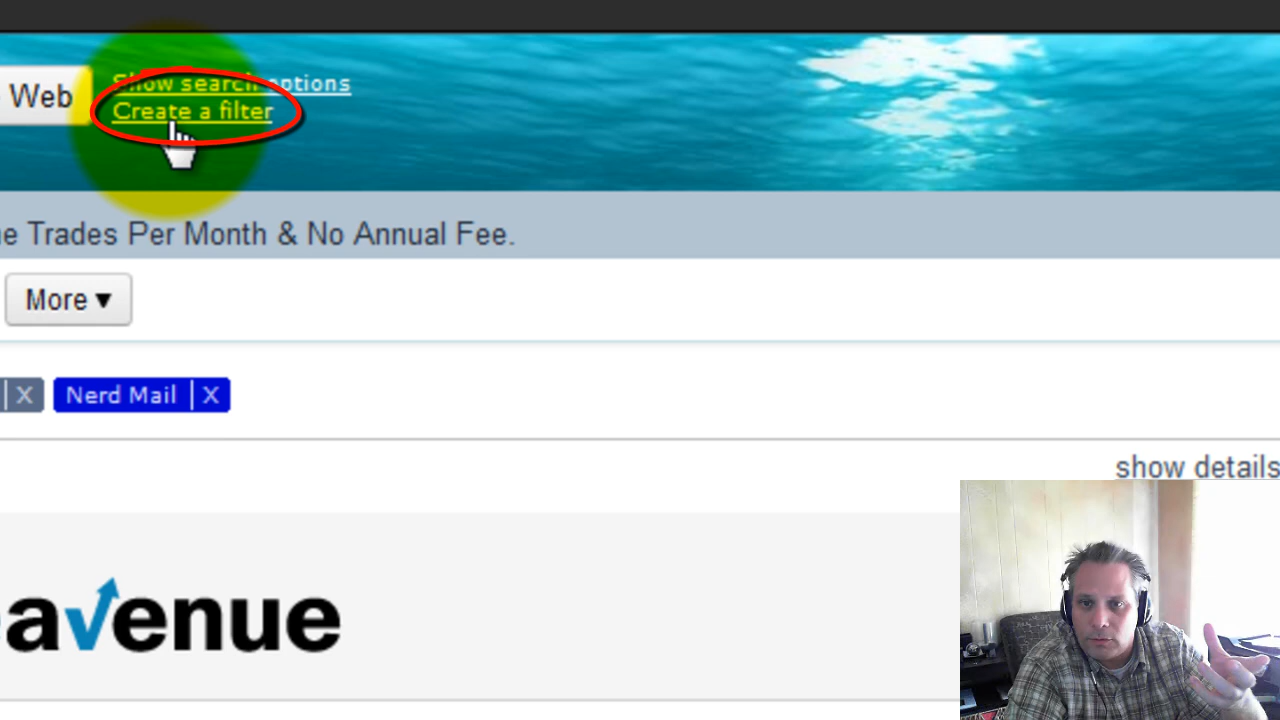 Web
Show search options
Create a filter
Trades Per Month & No Annual Fee.
More ▼
X
Nerd Mail X
show details
avenue